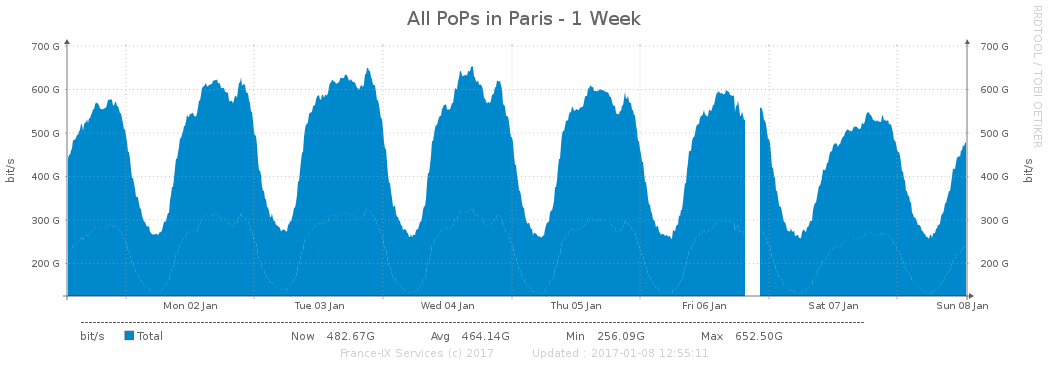 All PoPs in Paris - 1 Week
RRDTOOL / TOBI OETIKER
700 G 700 G
600 G 600 G
500 G 500 G
400 G 400 G
300 G 300 G
200 G 200 G
bit/s bit/s
Mon 02 Jan Tue 03 Jan Wed 04 Jan Thu 05 Jan Fri 06 Jan Sat 07 Jan Sun 08 Jan
bit/s Total Now 482.67G Avg 464.14G Min 256.09G Max 652.50G
France-IX Services (c) 2017 Updated : 2017-01-08 12:55:11